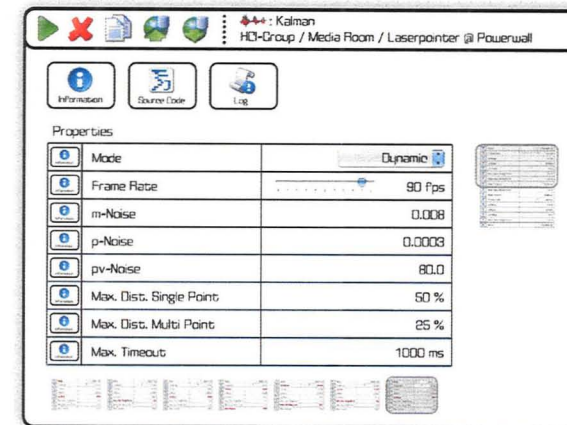 : Kalman
HCI-Group / Media Room / Laserpointer @ Powerwall
Information
Source Code
Log
Properties
Mode Dynamic
Frame Rate 90 fps
m-Noise 0.008
p-Noise 0.0003
pv-Noise 80.0
Max. Dist. Single Point 50 %
Max. Dist. Multi Point 25 %
Max. Timeout 1000 ms